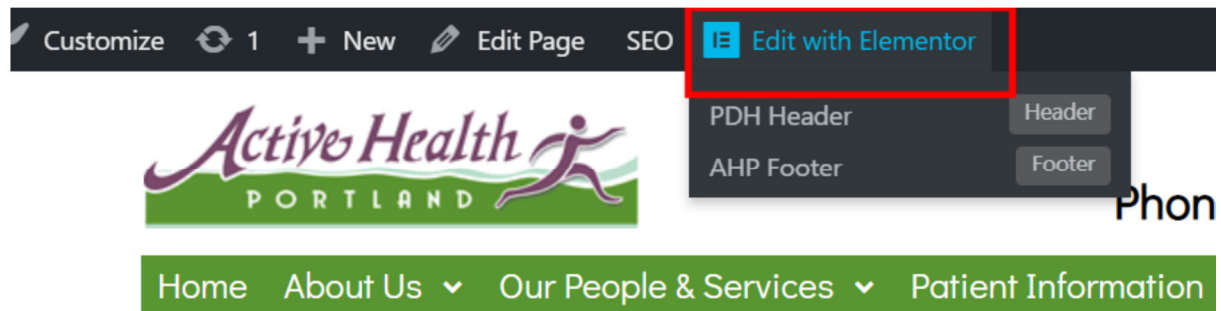 Customize 1 New Edit Page SEO Edit with Elementor
PDH Header Header
AHP Footer Footer
Active Health
PORTLAND
Phon
Home About Us Our People & Services Patient Information